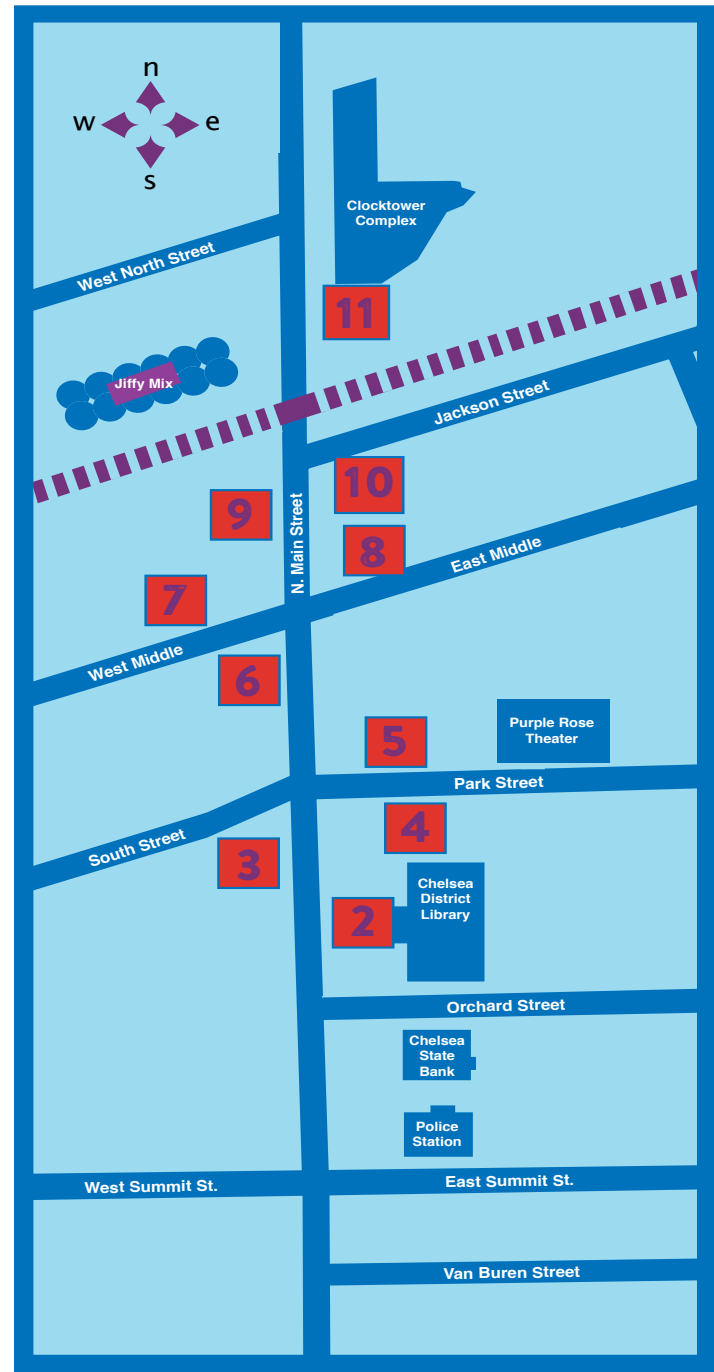 n
w e
s
Clocktower
Complex
West North Street
11
Jiffy Mix
Jackson Street
10
9
N. Main Street
8
East Middle
7
West Middle
6
5
Purple Rose
Theater
Park Street
4
South Street
3
Chelsea
District
Library
2
Orchard Street
Chelsea
State
Bank
Police
Station
West Summit St.
East Summit St.
Van Buren Street